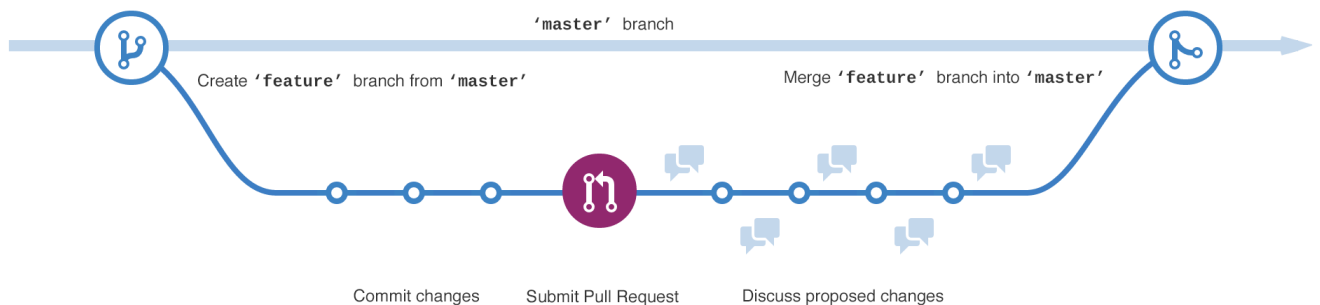 ‘master’ branch
Create ‘feature’ branch from ‘master’
Merge ‘feature’ branch into ‘master’
Commit changes
Submit Pull Request
Discuss proposed changes